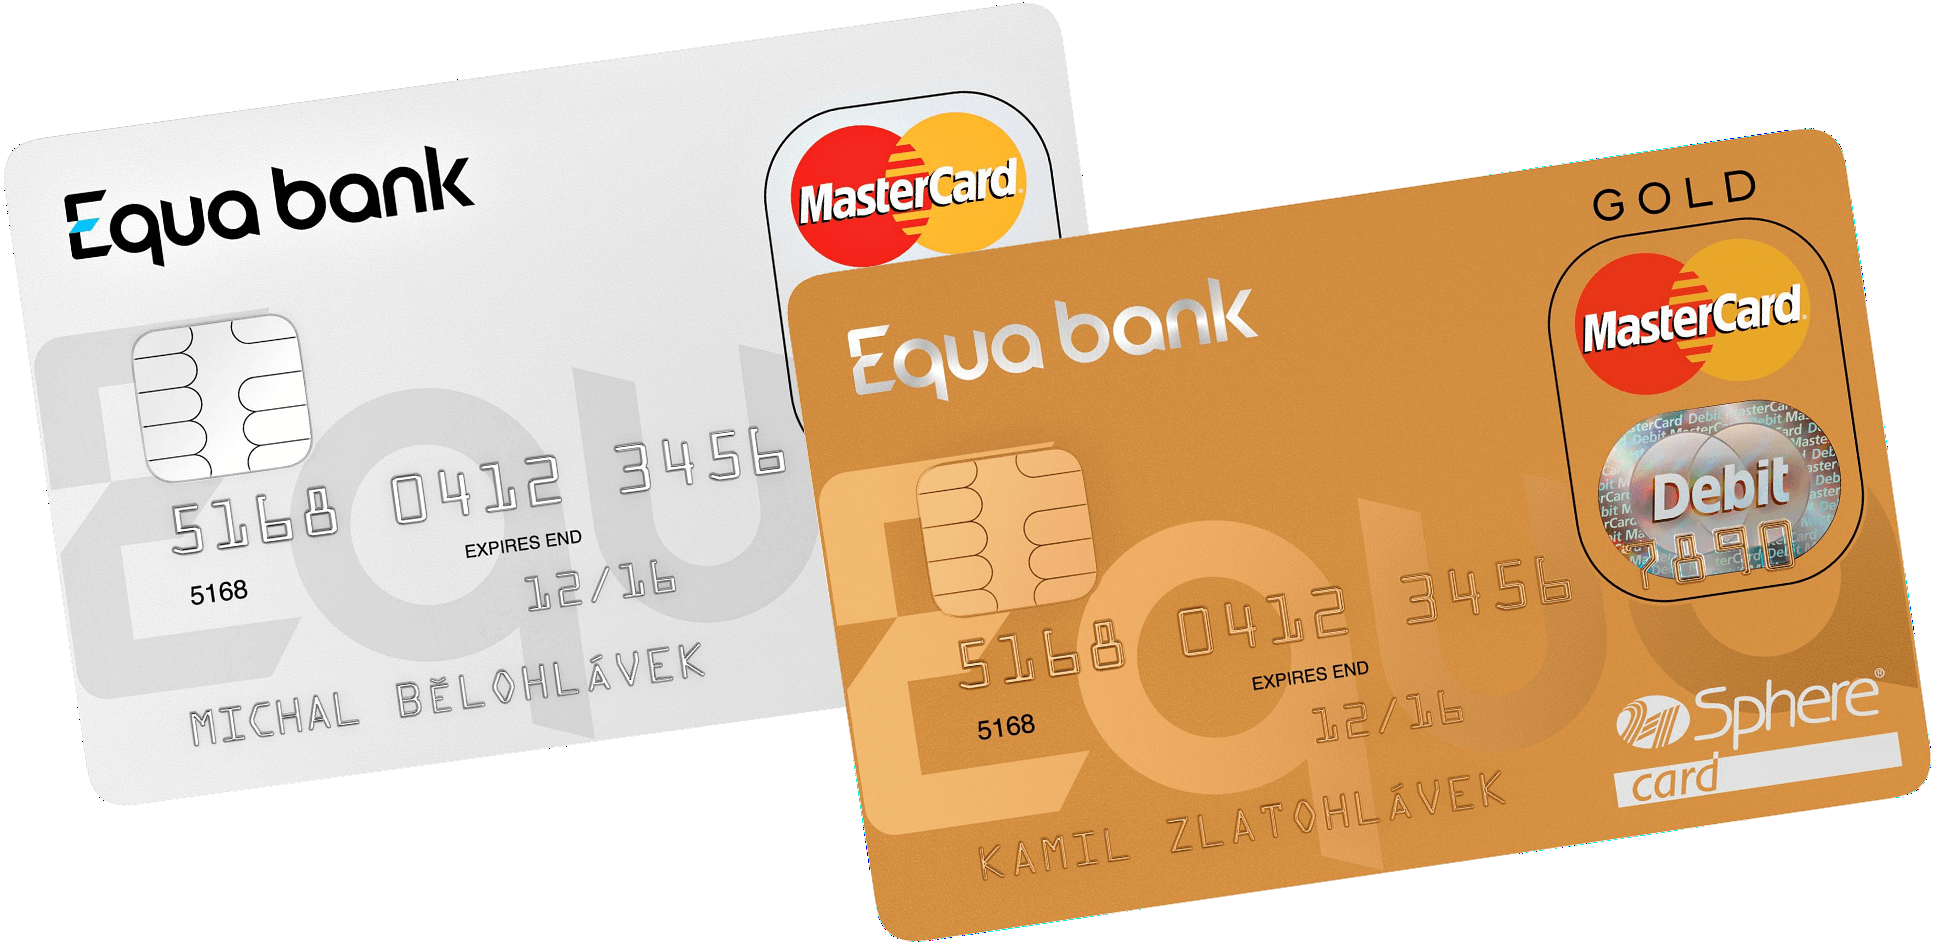 Equa bank
MasterCard
5168 0412 3456
5168
EXPIRES END
12/16
MICHAL BĚLOHLÁVEK
GOLD
Equa bank
MasterCard
Debit
5168 0412 3456 7890
5168
EXPIRES END
12/16
KAMIL ZLATOHLÁVEK
Sphere®
card